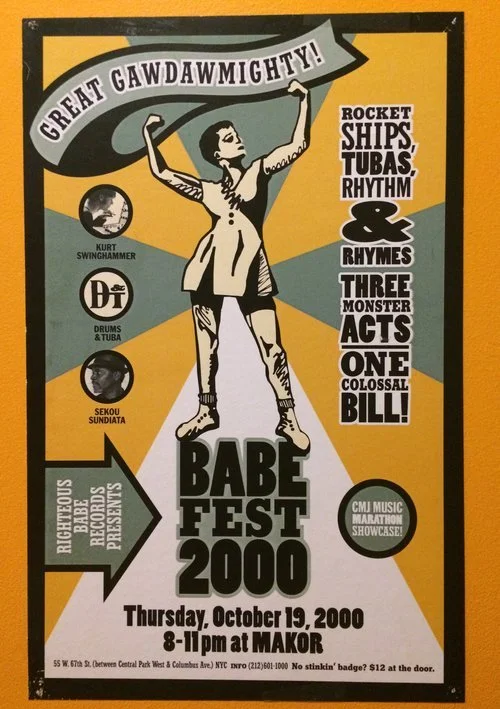 GREAT GAWDAWMIGHTY!
ROCKET
SHIPS,
TUBAS,
RHYTHM
&
RHYMES
THREE
MONSTER
ACTS
ONE
COLOSSAL
BILL!
KURT
SWINGHAMMER
D&T
DRUMS
& TUBA
SEKOU
SUNDIATA
RIGHTEOUS
BABE
RECORDS
PRESENTS
BABE
FEST
2000
CMJ MUSIC
MARATHON
SHOWCASE!
Thursday, October 19, 2000
8-11 pm at MAKOR
55 W. 67th St. (between Central Park West & Columbus Ave.) NYC INFO (212)601-1000 No stinkin' badge? $12 at the door.